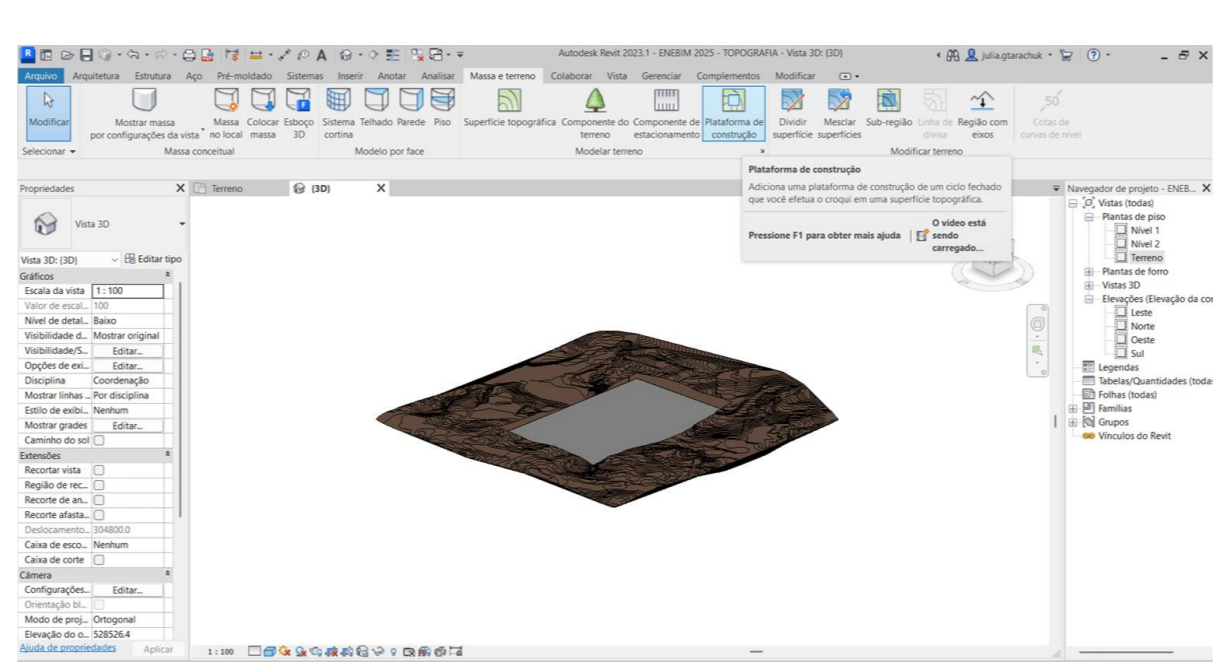 Autodesk Revit 2023.1 - ENEBIM 2025 - TOPOGRAFIA - Vista 3D: {3D}
julia.gtarachuk
Arquivo Arquitetura Estrutura Aço Pré-moldado Sistemas Inserir Anotar Analisar Massa e terreno Colaborar Vista Gerenciar Complementos Modificar
Modificar
Mostrar massa
por configurações da vista
Massa
no local
Colocar
massa
Esboço
3D
Sistema
cortina
Telhado
Parede
Piso
Superfície topográfica
Componente do
terreno
Componente de
estacionamento
Plataforma de
construção
Dividir
superfície
Mesclar
superfícies
Sub-região
Linha de
divisa
Região com
eixos
Cotas de
curvas de nível
Selecionar
Massa conceitual
Modelo por face
Modelar terreno
Modificar terreno
Plataforma de construção
Adiciona uma plataforma de construção de um ciclo fechado
que você efetua o croqui em uma superfície topográfica.
Pressione F1 para obter mais ajuda
O vídeo está
sendo
carregado...
Propriedades
Terreno
{3D}
Vista 3D
Vista 3D: {3D}
Editar tipo
Gráficos
Escala da vista 1 : 100
Valor de escal... 100
Nível de detal... Baixo
Visibilidade d... Mostrar original
Visibilidade/S... Editar...
Opções de exi... Editar...
Disciplina Coordenação
Mostrar linhas ... Por disciplina
Estilo de exibi... Nenhum
Mostrar grades Editar...
Caminho do sol
Extensões
Recortar vista
Região de rec...
Recorte de an...
Recorte afasta...
Deslocamento... 304800.0
Caixa de esco... Nenhum
Caixa de corte
Câmera
Configurações... Editar...
Orientação bl...
Modo de proj... Ortogonal
Elevação do o... 528526.4
Ajuda de propriedades
Aplicar
1 : 100
Navegador de projeto - ENEB...
Vistas (todas)
Plantas de piso
Nível 1
Nível 2
Terreno
Plantas de forro
Vistas 3D
Elevações (Elevação da con
Leste
Norte
Oeste
Sul
Legendas
Tabelas/Quantidades (todas
Folhas (todas)
Famílias
Grupos
Vínculos do Revit